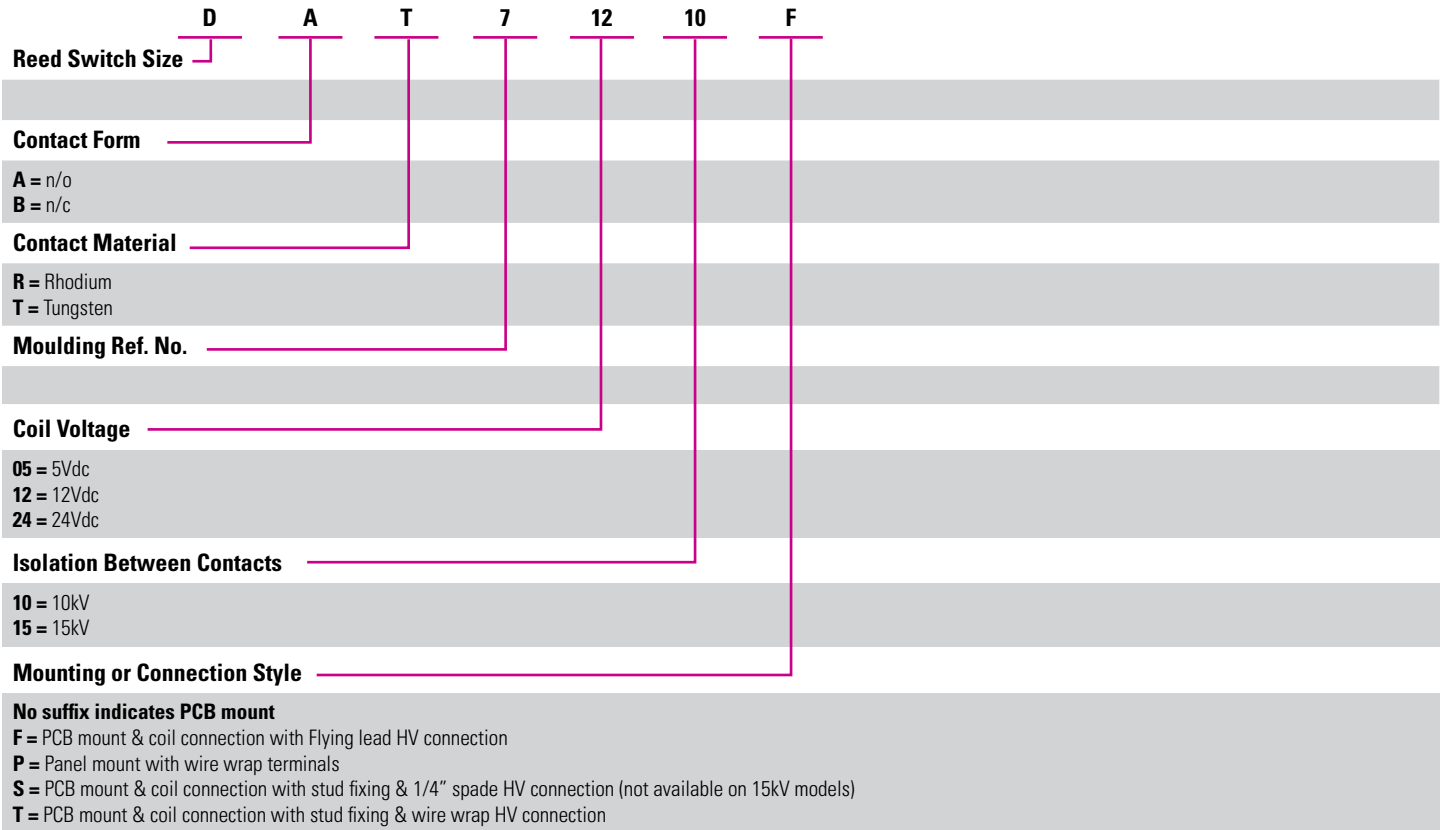 D A T 7 12 10 F
Reed Switch Size
Contact Form
A = n/o
B = n/c
Contact Material
R = Rhodium
T = Tungsten
Moulding Ref. No.
Coil Voltage
05 = 5Vdc
12 = 12Vdc
24 = 24Vdc
Isolation Between Contacts
10 = 10kV
15 = 15kV
Mounting or Connection Style
No suffix indicates PCB mount
F = PCB mount & coil connection with Flying lead HV connection
P = Panel mount with wire wrap terminals
S = PCB mount & coil connection with stud fixing & 1/4” spade HV connection (not available on 15kV models)
T = PCB mount & coil connection with stud fixing & wire wrap HV connection